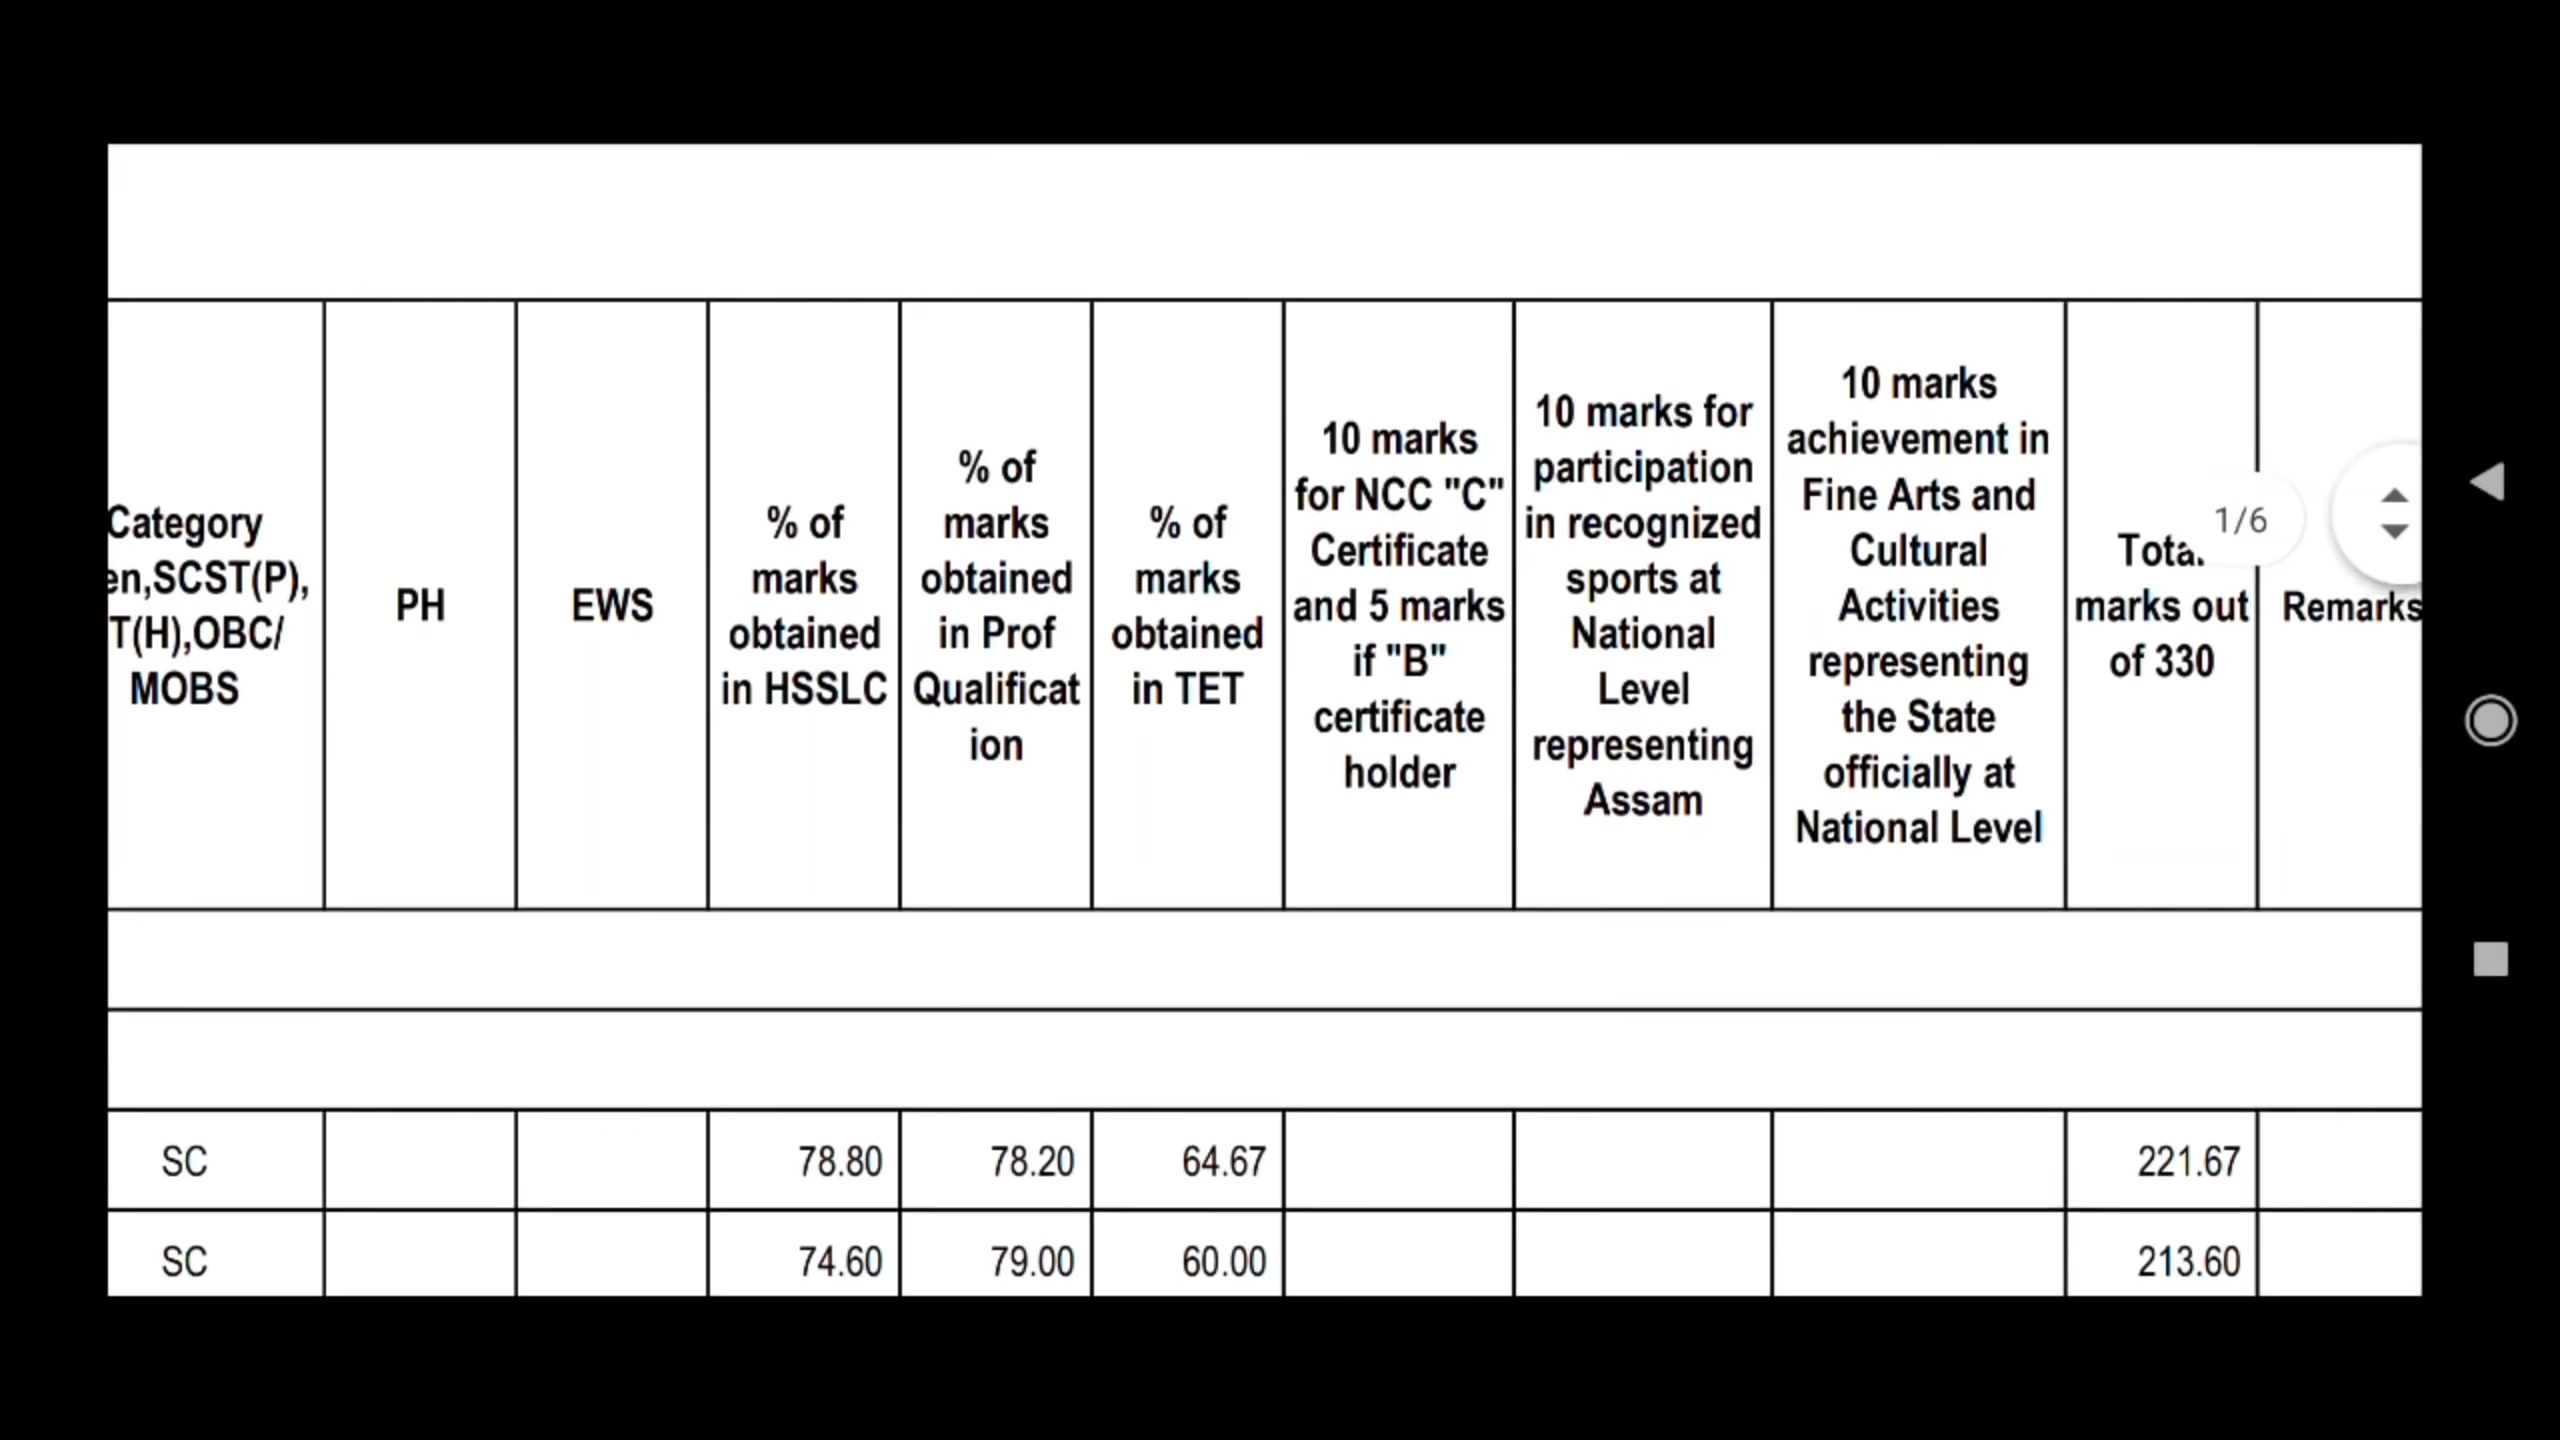 Category
en,SCST(P),
T(H),OBC/
MOBS
PH
EWS
% of
marks
obtained
in HSSLC
% of
marks
obtained
in Prof
Qualificat
ion
% of
marks
obtained
in TET
10 marks
for NCC "C"
Certificate
and 5 marks
if "B"
certificate
holder
10 marks for
participation
in recognized
sports at
National
Level
representing
Assam
10 marks
achievement in
Fine Arts and
Cultural
Activities
representing
the State
officially at
National Level
Total
marks out
of 330
Remarks
1/6
SC 78.80 78.20 64.67 221.67
SC 74.60 79.00 60.00 213.60